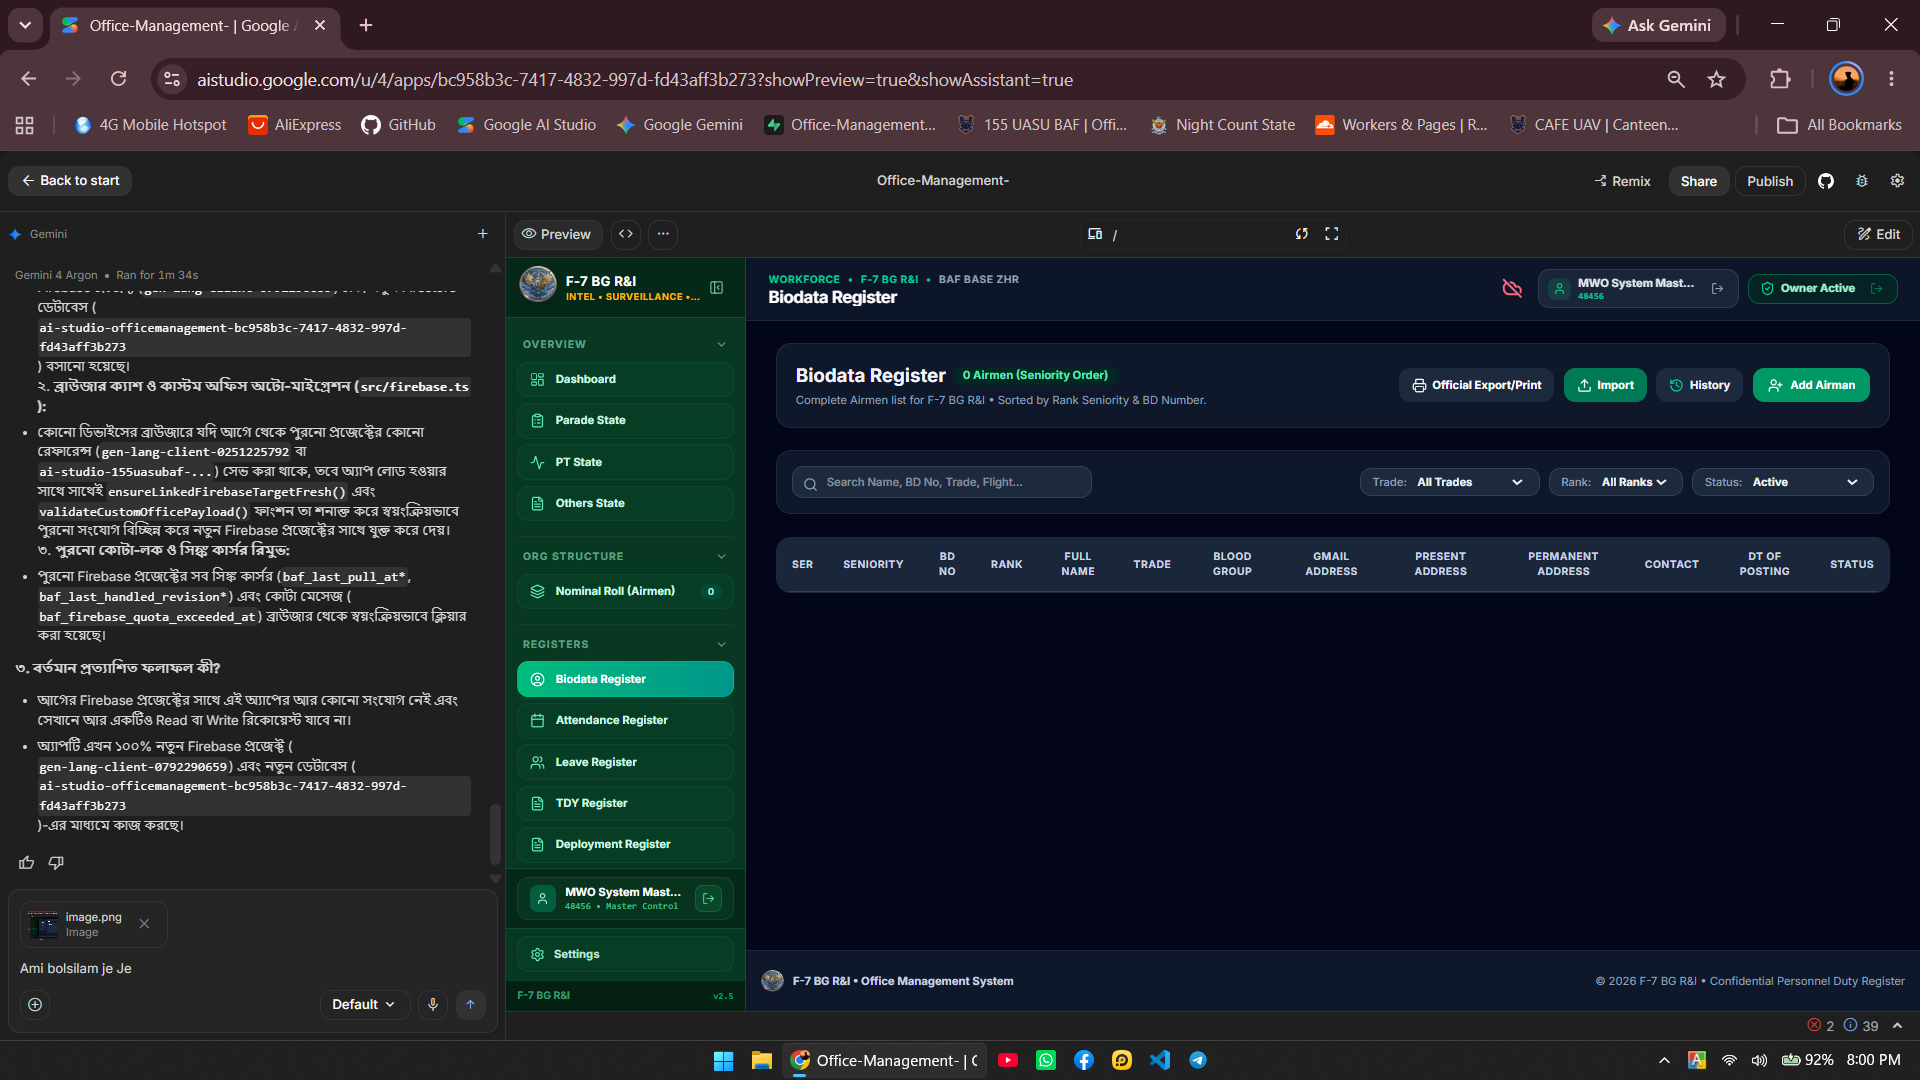 Office-Management- | Google A
Ask Gemini
aistudio.google.com/u/4/apps/bc958b3c-7417-4832-997d-fd43aff3b273?showPreview=true&showAssistant=true
4G Mobile Hotspot
AliExpress
GitHub
Google AI Studio
Google Gemini
Office-Management...
155 UASU BAF | Offi...
Night Count State
Workers & Pages | R...
CAFE UAV | Canteen...
All Bookmarks
Back to start
Office-Management-
Remix
Share
Publish
Gemini
Preview
/
Edit
Gemini 4 Argon • Ran for 1m 34s
ডেটাবেস (
ai-studio-officemanagement-bc958b3c-7417-4832-997d-
fd43aff3b273
) বসানো হয়েছে।
২. ব্রাউজার ক্যাশ ও কাস্টম অফিস অটো-মাইগ্রেশন (src/firebase.ts
):
• কোনো ডিভাইসের ব্রাউজারে যদি আগে থেকে পুরনো প্রজেক্টের কোনো
রেফারেন্স (gen-lang-client-0251225792 বা
ai-studio-155uasubaf-...) সেভ করা থাকে, তবে অ্যাপ লোড হওয়ার
সাথে সাথেই ensureLinkedFirebaseTargetFresh() এবং
validateCustomOfficePayload() ফাংশন তা শনাক্ত করে স্বয়ংক্রিয়ভাবে
পুরনো সংযোগ বিচ্ছিন্ন করে নতুন Firebase প্রজেক্টের সাথে যুক্ত করে দেয়।
৩. পুরনো কোটা-লক ও সিঙ্ক কার্সর রিমুভ:
• পুরনো Firebase প্রজেক্টের সব সিঙ্ক কার্সর (baf_last_pull_at*,
baf_last_handled_revision*) এবং কোটা মেসেজ (
baf_firebase_quota_exceeded_at) ব্রাউজার থেকে স্বয়ংক্রিয়ভাবে ক্লিয়ার
করা হয়েছে।
৩. বর্তমান প্রত্যাশিত ফলাফল কী?
• আগের Firebase প্রজেক্টের সাথে এই অ্যাপের আর কোনো সংযোগ নেই এবং
সেখানে আর একটিও Read বা Write রিকোয়েস্ট যাবে না।
• অ্যাপটি এখন ১০০% নতুন Firebase প্রজেক্ট (
gen-lang-client-0792290659) এবং নতুন ডেটাবেস (
ai-studio-officemanagement-bc958b3c-7417-4832-997d-
fd43aff3b273
)-এর মাধ্যমে কাজ করছে।
image.png
Image
Ami bolsilam je Je
Default
F-7 BG R&I
INTEL • SURVEILLANCE •...
OVERVIEW
Dashboard
Parade State
PT State
Others State
ORG STRUCTURE
Nominal Roll (Airmen) 0
REGISTERS
Biodata Register
Attendance Register
Leave Register
TDY Register
Deployment Register
MWO System Mast...
48456 • Master Control
Settings
F-7 BG R&I v2.5
WORKFORCE • F-7 BG R&I • BAF BASE ZHR
Biodata Register
MWO System Mast...
48456
Owner Active
Biodata Register 0 Airmen (Seniority Order)
Complete Airmen list for F-7 BG R&I • Sorted by Rank Seniority & BD Number.
Official Export/Print
Import
History
Add Airman
Search Name, BD No, Trade, Flight...
Trade: All Trades
Rank: All Ranks
Status: Active
SER
SENIORITY
BD NO
RANK
FULL NAME
TRADE
BLOOD GROUP
GMAIL ADDRESS
PRESENT ADDRESS
PERMANENT ADDRESS
CONTACT
DT OF POSTING
STATUS
F-7 BG R&I • Office Management System
© 2026 F-7 BG R&I • Confidential Personnel Duty Register
2 39
Office-Management- | G
92% 8:00 PM